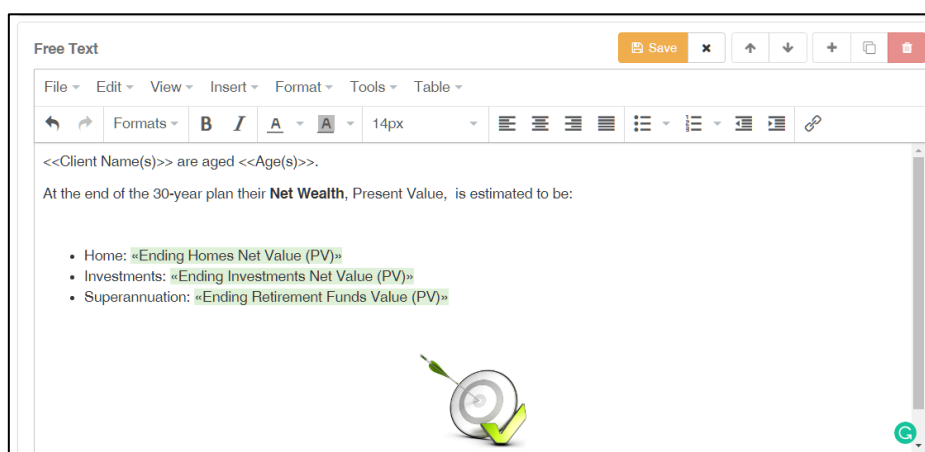 Free Text
Save
File Edit View Insert Format Tools Table
Formats B I A A 14px
<<Client Name(s)>> are aged <<Age(s)>>.
At the end of the 30-year plan their Net Wealth, Present Value,  is estimated to be:
• Home: «Ending Homes Net Value (PV)»
• Investments: «Ending Investments Net Value (PV)»
• Superannuation: «Ending Retirement Funds Value (PV)»